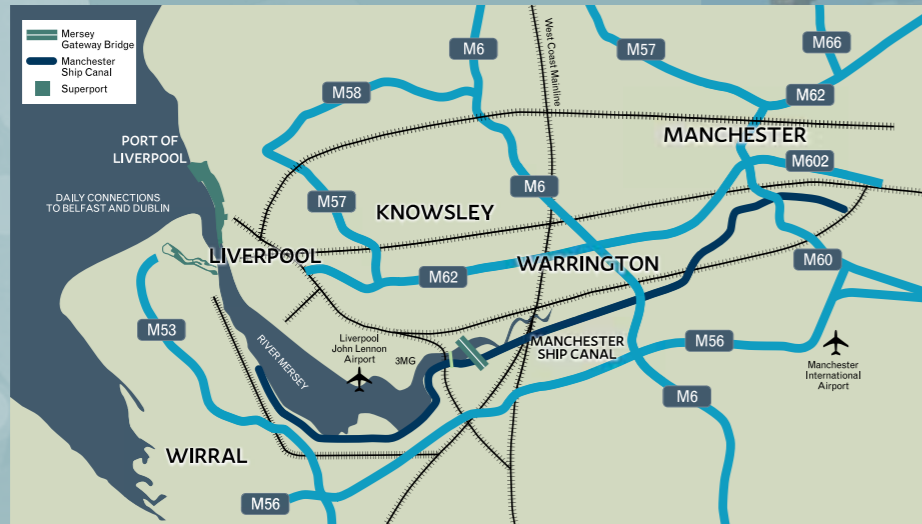 Mersey
Gateway Bridge
Manchester
Ship Canal
Superport
M6
M57
M66
West Coast Mainline
M58
M62
PORT OF
LIVERPOOL
MANCHESTER
M602
DAILY CONNECTIONS
TO BELFAST AND DUBLIN
M57
KNOWSLEY
M6
LIVERPOOL
M62
WARRINGTON
M60
M53
RIVER MERSEY
Liverpool
John Lennon
Airport
3MG
MANCHESTER
SHIP CANAL
M56
Manchester
International
Airport
M6
WIRRAL
M56